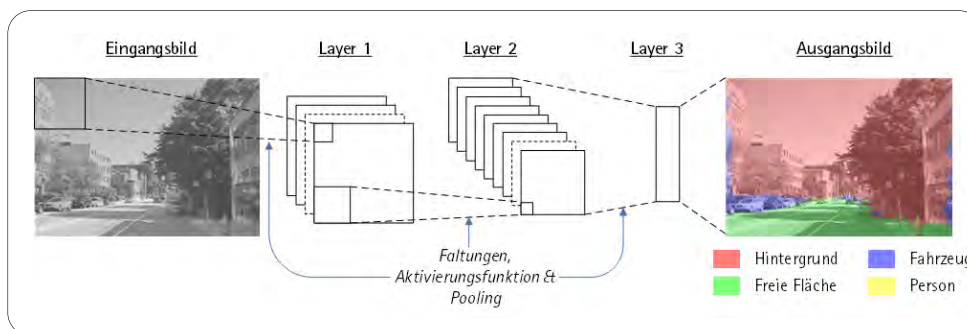 Eingangsbild
Layer 1
Layer 2
Layer 3
Ausgangsbild
Faltungen,
Aktivierungsfunktion &
Pooling
Hintergrund
Fahrzeug
Freie Fläche
Person